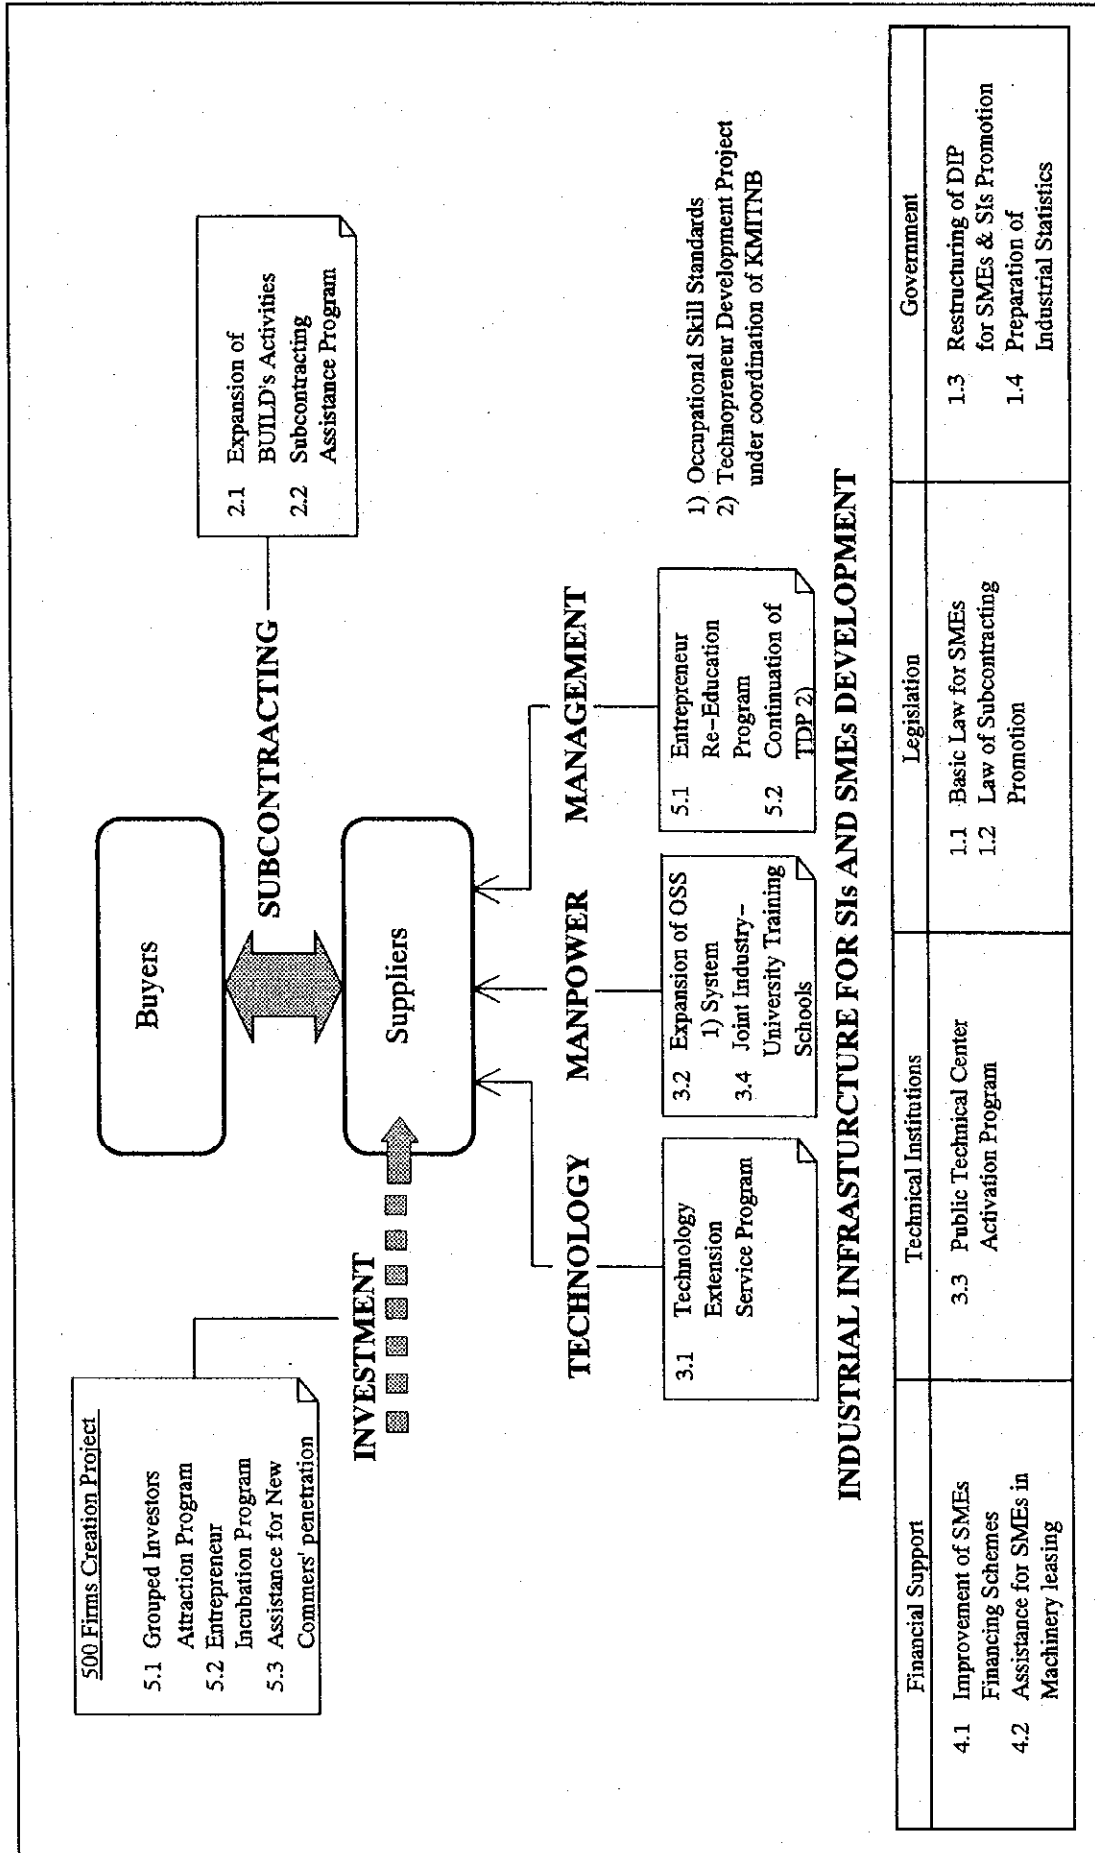 500 Firms Creation Project
5.1 Grouped Investors
Attraction Program
5.2 Entrepreneur
Incubation Program
5.3 Assistance for New
Commers' penetration
INVESTMENT
Buyers
SUBCONTRACTING
2.1 Expansion of
BUILD's Activities
2.2 Subcontracting
Assistance Program
Suppliers
TECHNOLOGY
MANPOWER
MANAGEMENT
3.1 Technology
Extension
Service Program
3.2 Expansion of OSS
1) System
3.4 Joint Industry-
University Training
Schools
5.1 Entrepreneur
Re-Education
Program
5.2 Continuation of
TDP 2)
1) Occupational Skill Standards
2) Technopreneur Development Project
under coordination of KMITNB
INDUSTRIAL INFRASTURCTURE FOR SIs AND SMEs DEVELOPMENT
Financial Support
4.1 Improvement of SMEs
Financing Schemes
4.2 Assistance for SMEs in
Machinery leasing
Technical Institutions
3.3 Public Technical Center
Activation Program
Legislation
1.1 Basic Law for SMEs
1.2 Law of Subcontracting
Promotion
Government
1.3 Restructuring of DIP
for SMEs & SIs Promotion
1.4 Preparation of
Industrial Statistics